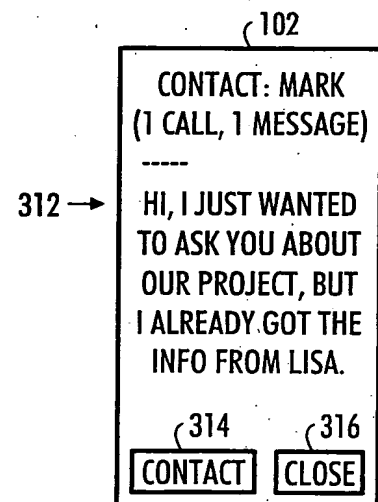 102
CONTACT: MARK
(1 CALL, 1 MESSAGE)
-----
312
HI, I JUST WANTED
TO ASK YOU ABOUT
OUR PROJECT, BUT
I ALREADY GOT THE
INFO FROM LISA.
314 316
CONTACT CLOSE